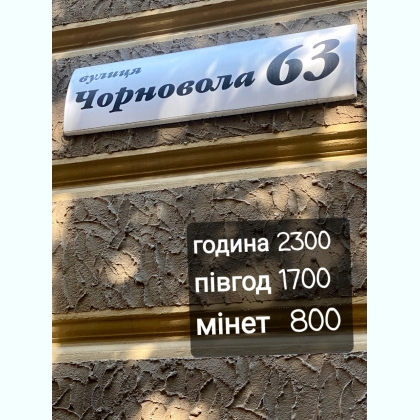 вулиця
Чорновола 63
година 2300
півгод 1700
мінет 800